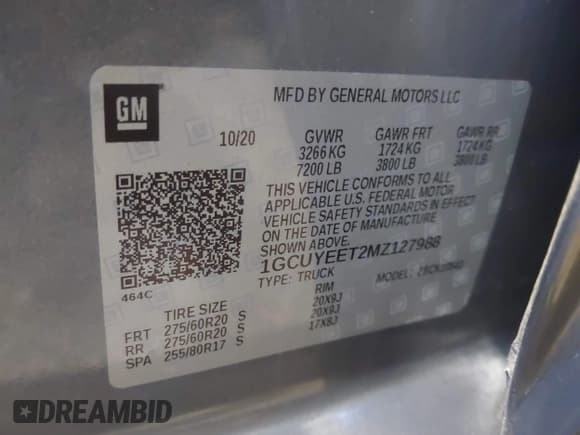 GM
MFD BY GENERAL MOTORS LLC
10/20 GVWR GAWR FRT GAWR RR
3266 KG 1724 KG 1724 KG
7200 LB 3800 LB 3800 LB
THIS VEHICLE CONFORMS TO ALL
APPLICABLE U.S. FEDERAL MOTOR
VEHICLE SAFETY STANDARDS IN EFFECT
ON THE DATE OF MANUFACTURE
SHOWN ABOVE.
1GCUYEET2MZ127988
464C
TYPE: TRUCK MODEL:
TIRE SIZE RIM
FRT 275/60R20 S 20X9J
RR 275/60R20 S 20X9J
SPA 255/80R17 S 17X8J
DREAMBID